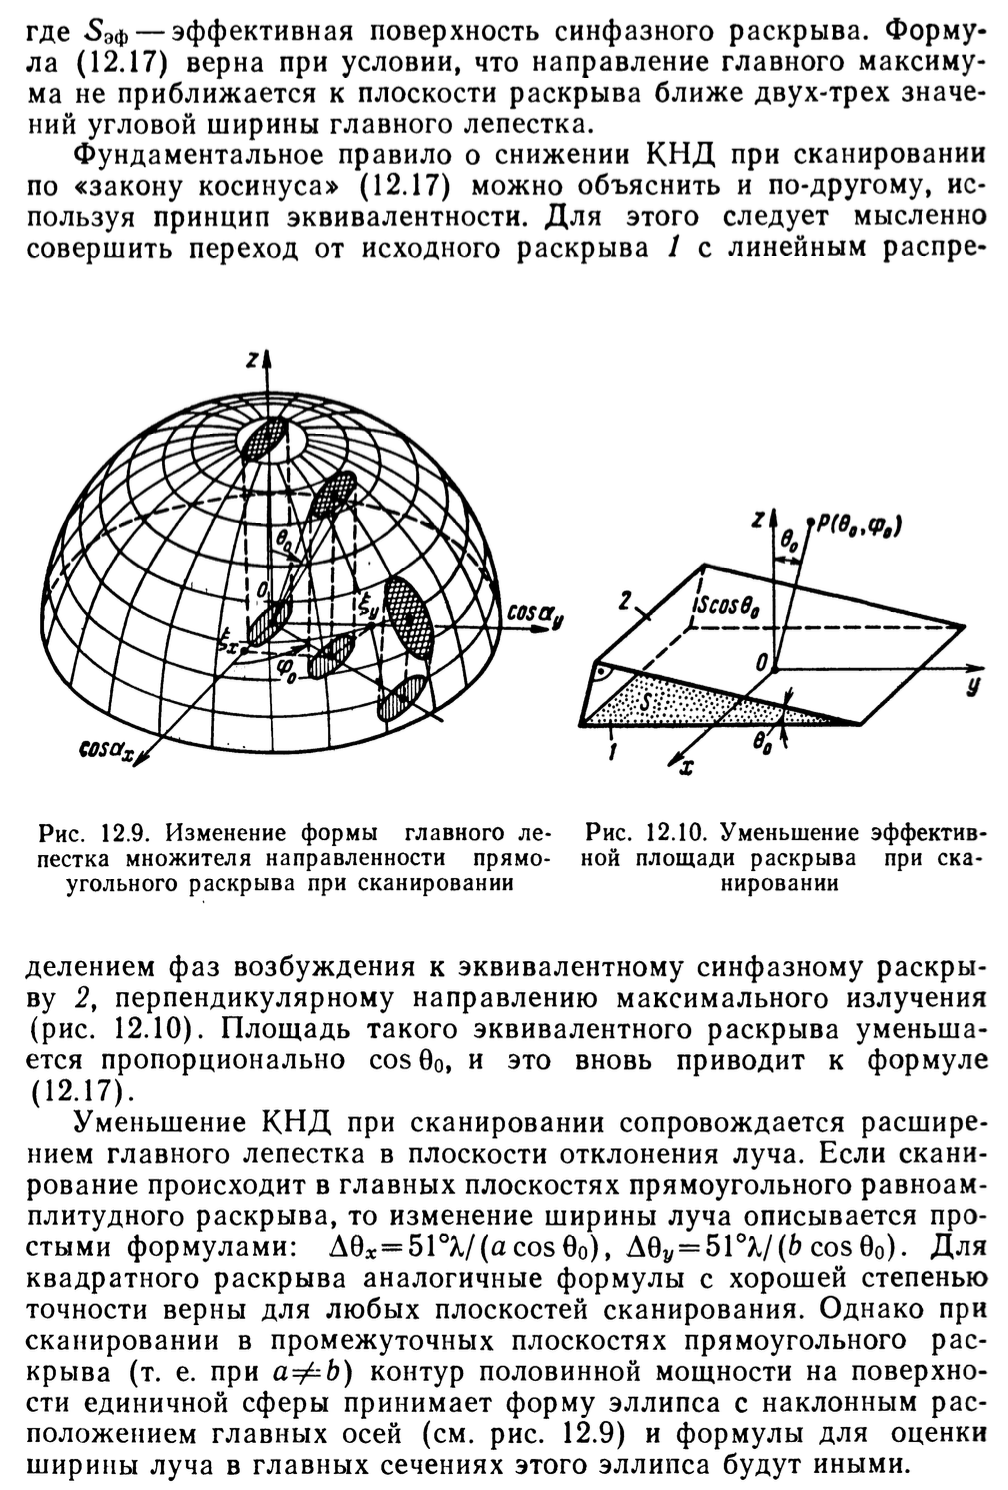 где Sэф — эффективная поверхность синфазного раскрыва. Форму-
ла (12.17) верна при условии, что направление главного максиму-
ма не приближается к плоскости раскрыва ближе двух-трех значе-
ний угловой ширины главного лепестка.
Фундаментальное правило о снижении КНД при сканировании
по «закону косинуса» (12.17) можно объяснить и по-другому, ис-
пользуя принцип эквивалентности. Для этого следует мысленно
совершить переход от исходного раскрыва 1 с линейным распре-
z
θ₀
O
ξx
ξy
φ₀
cosαy
cosαx
z
θ₀
P(θ₀,φ₀)
2
Scosθ₀
O
y
S
1
θ₀
x
Рис. 12.9. Изменение формы главного ле-
пестка множителя направленности прямо-
угольного раскрыва при сканировании
Рис. 12.10. Уменьшение эффектив-
ной площади раскрыва при ска-
нировании
делением фаз возбуждения к эквивалентному синфазному раскры-
ву 2, перпендикулярному направлению максимального излучения
(рис. 12.10). Площадь такого эквивалентного раскрыва уменьша-
ется пропорционально cos θ₀, и это вновь приводит к формуле
(12.17).
Уменьшение КНД при сканировании сопровождается расшире-
нием главного лепестка в плоскости отклонения луча. Если скани-
рование происходит в главных плоскостях прямоугольного равноам-
плитудного раскрыва, то изменение ширины луча описывается про-
стыми формулами: Δθx=51°λ/(a cos θ₀), Δθy=51°λ/(b cos θ₀). Для
квадратного раскрыва аналогичные формулы с хорошей степенью
точности верны для любых плоскостей сканирования. Однако при
сканировании в промежуточных плоскостях прямоугольного рас-
крыва (т. е. при a≠b) контур половинной мощности на поверхно-
сти единичной сферы принимает форму эллипса с наклонным рас-
положением главных осей (см. рис. 12.9) и формулы для оценки
ширины луча в главных сечениях этого эллипса будут иными.